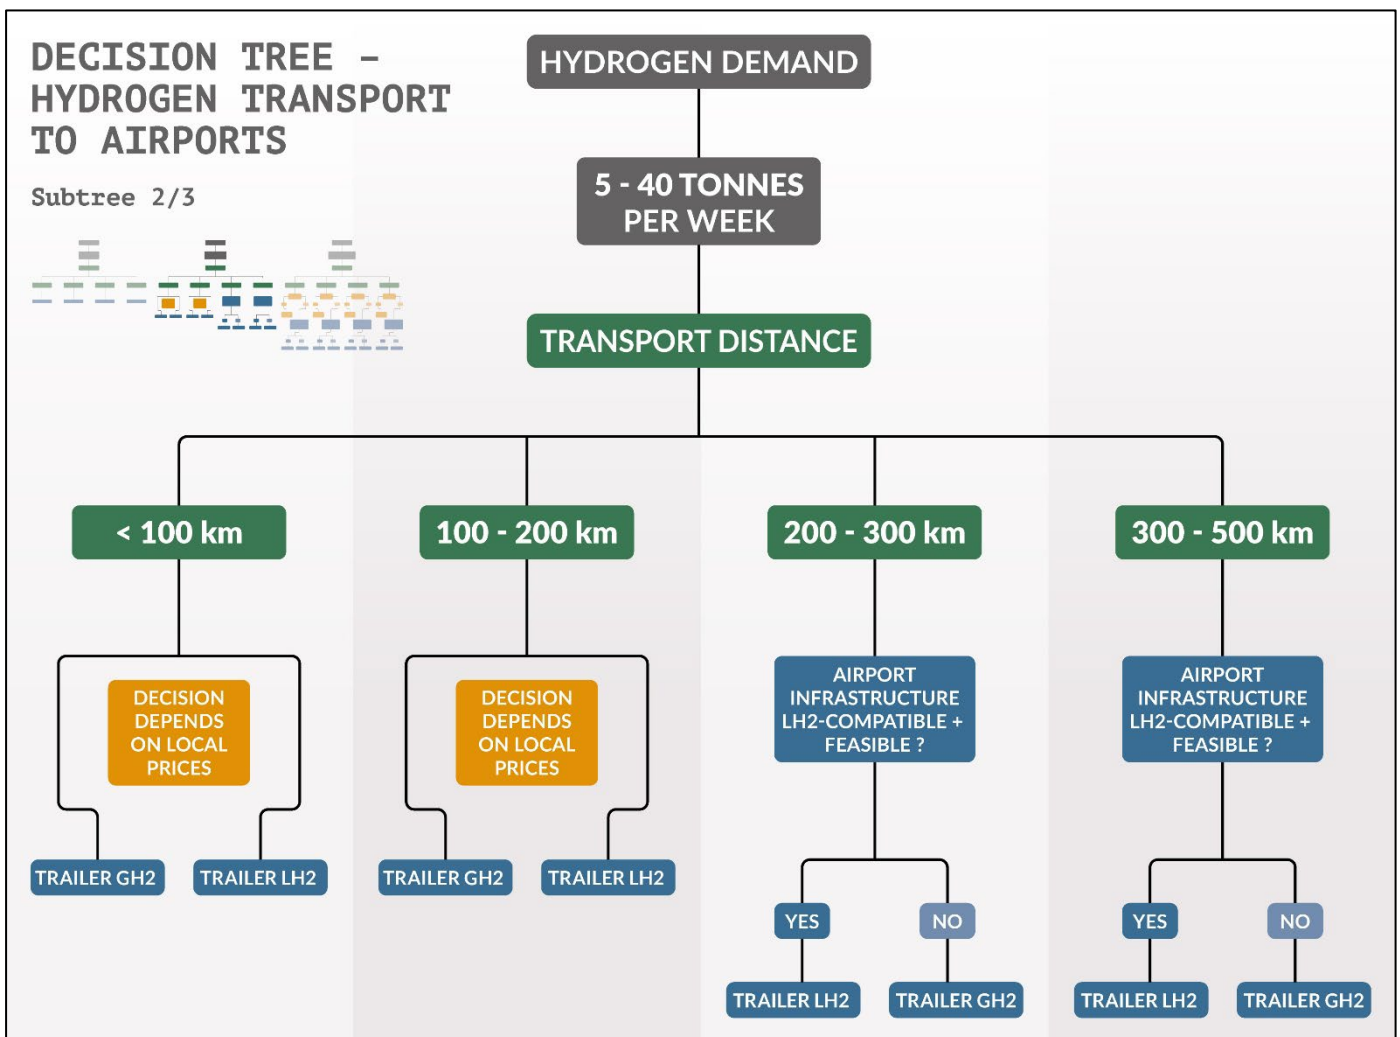 DECISION TREE –
HYDROGEN TRANSPORT
TO AIRPORTS
Subtree 2/3
HYDROGEN DEMAND
5 - 40 TONNES
PER WEEK
TRANSPORT DISTANCE
< 100 km
100 - 200 km
200 - 300 km
300 - 500 km
DECISION
DEPENDS
ON LOCAL
PRICES
DECISION
DEPENDS
ON LOCAL
PRICES
AIRPORT
INFRASTRUCTURE
LH2-COMPATIBLE +
FEASIBLE ?
AIRPORT
INFRASTRUCTURE
LH2-COMPATIBLE +
FEASIBLE ?
TRAILER GH2
TRAILER LH2
TRAILER GH2
TRAILER LH2
YES
NO
YES
NO
TRAILER LH2
TRAILER GH2
TRAILER LH2
TRAILER GH2